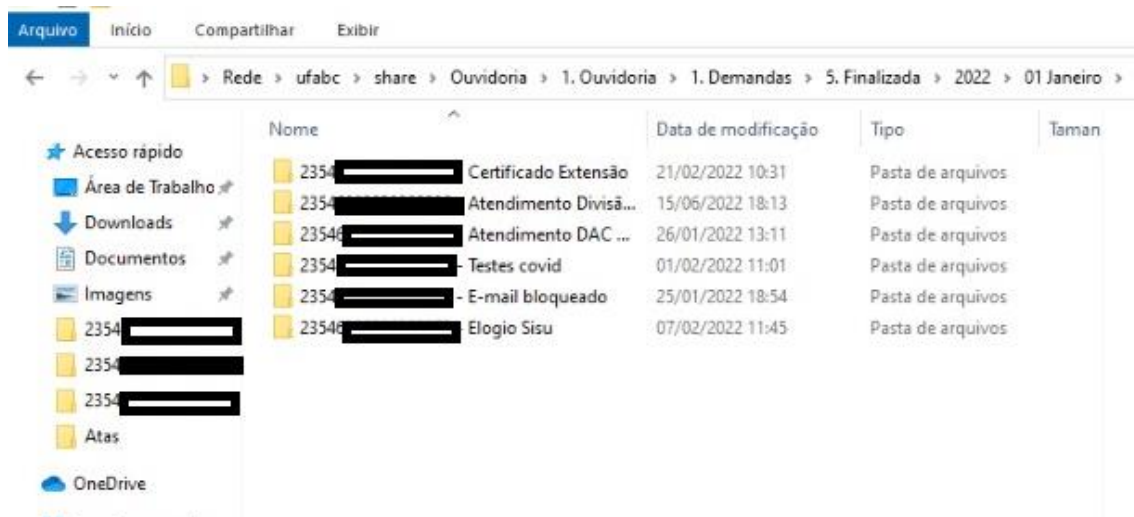 Arquivo Início Compartilhar Exibir
Rede > ufabc > share > Ouvidoria > 1. Ouvidoria > 1. Demandas > 5. Finalizada > 2022 > 01 Janeiro >
Nome Data de modificação Tipo Taman
Acesso rápido
Área de Trabalho
Downloads
Documentos
Imagens
2354
2354
2354
Atas
OneDrive
2354 Certificado Extensão 21/02/2022 10:31 Pasta de arquivos
2354 Atendimento Divisã... 15/06/2022 18:13 Pasta de arquivos
23546 Atendimento DAC ... 26/01/2022 13:11 Pasta de arquivos
2354 - Testes covid 01/02/2022 11:01 Pasta de arquivos
2354 - E-mail bloqueado 25/01/2022 18:54 Pasta de arquivos
23546 - Elogio Sisu 07/02/2022 11:45 Pasta de arquivos